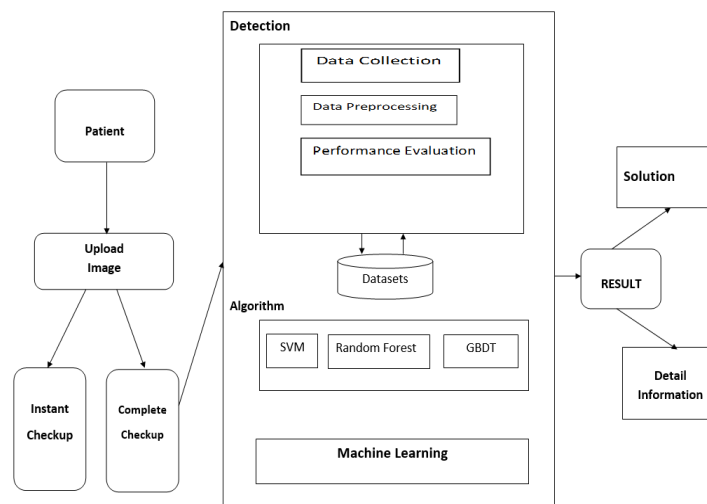 Patient
Upload
Image
Instant
Checkup
Complete
Checkup
Detection
Data Collection
Data Preprocessing
Performance Evaluation
Datasets
Algorithm
SVM
Random Forest
GBDT
Machine Learning
RESULT
Solution
Detail
Information